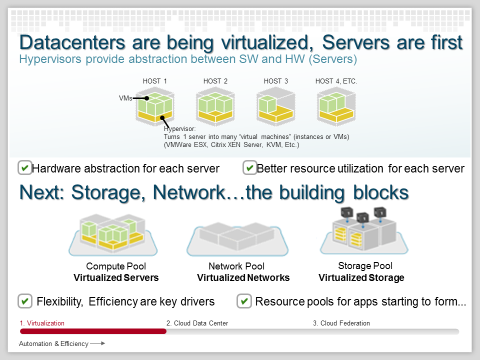 Datacenters are being virtualized, Servers are first
Hypervisors provide abstraction between SW and HW (Servers)
HOST 1 HOST 2 HOST 3 HOST 4, ETC.
VMs
Hypervisor:
Turns 1 server into many "virtual machines" (instances or VMs)
(VMWare ESX, Citrix XEN Server, KVM, Etc.)
Hardware abstraction for each server
Better resource utilization for each server
Next: Storage, Network…the building blocks
Compute Pool
Virtualized Servers
Network Pool
Virtualized Networks
Storage Pool
Virtualized Storage
Flexibility, Efficiency are key drivers
Resource pools for apps starting to form...
1. Virtualization 2. Cloud Data Center 3. Cloud Federation
Automation & Efficiency